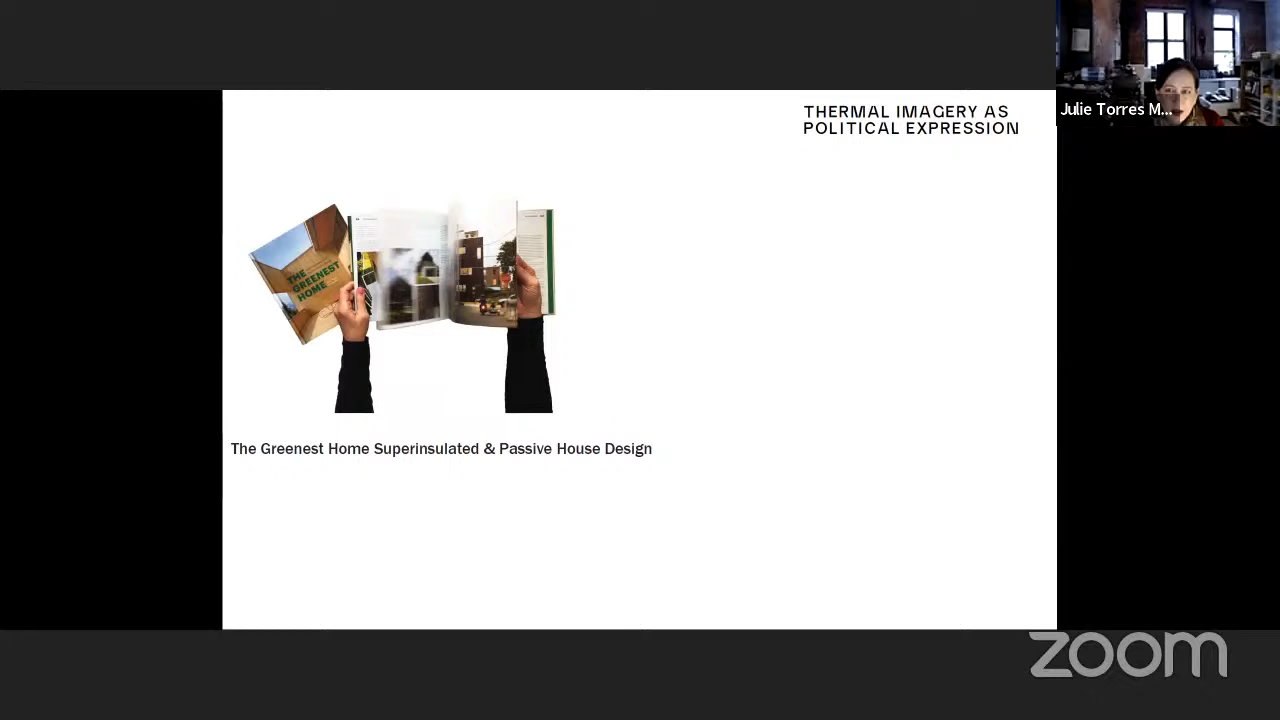 THERMAL IMAGERY AS
POLITICAL EXPRESSION
Julie Torres M...
THE
GREENEST
HOME
The Greenest Home Superinsulated & Passive House Design
zoom